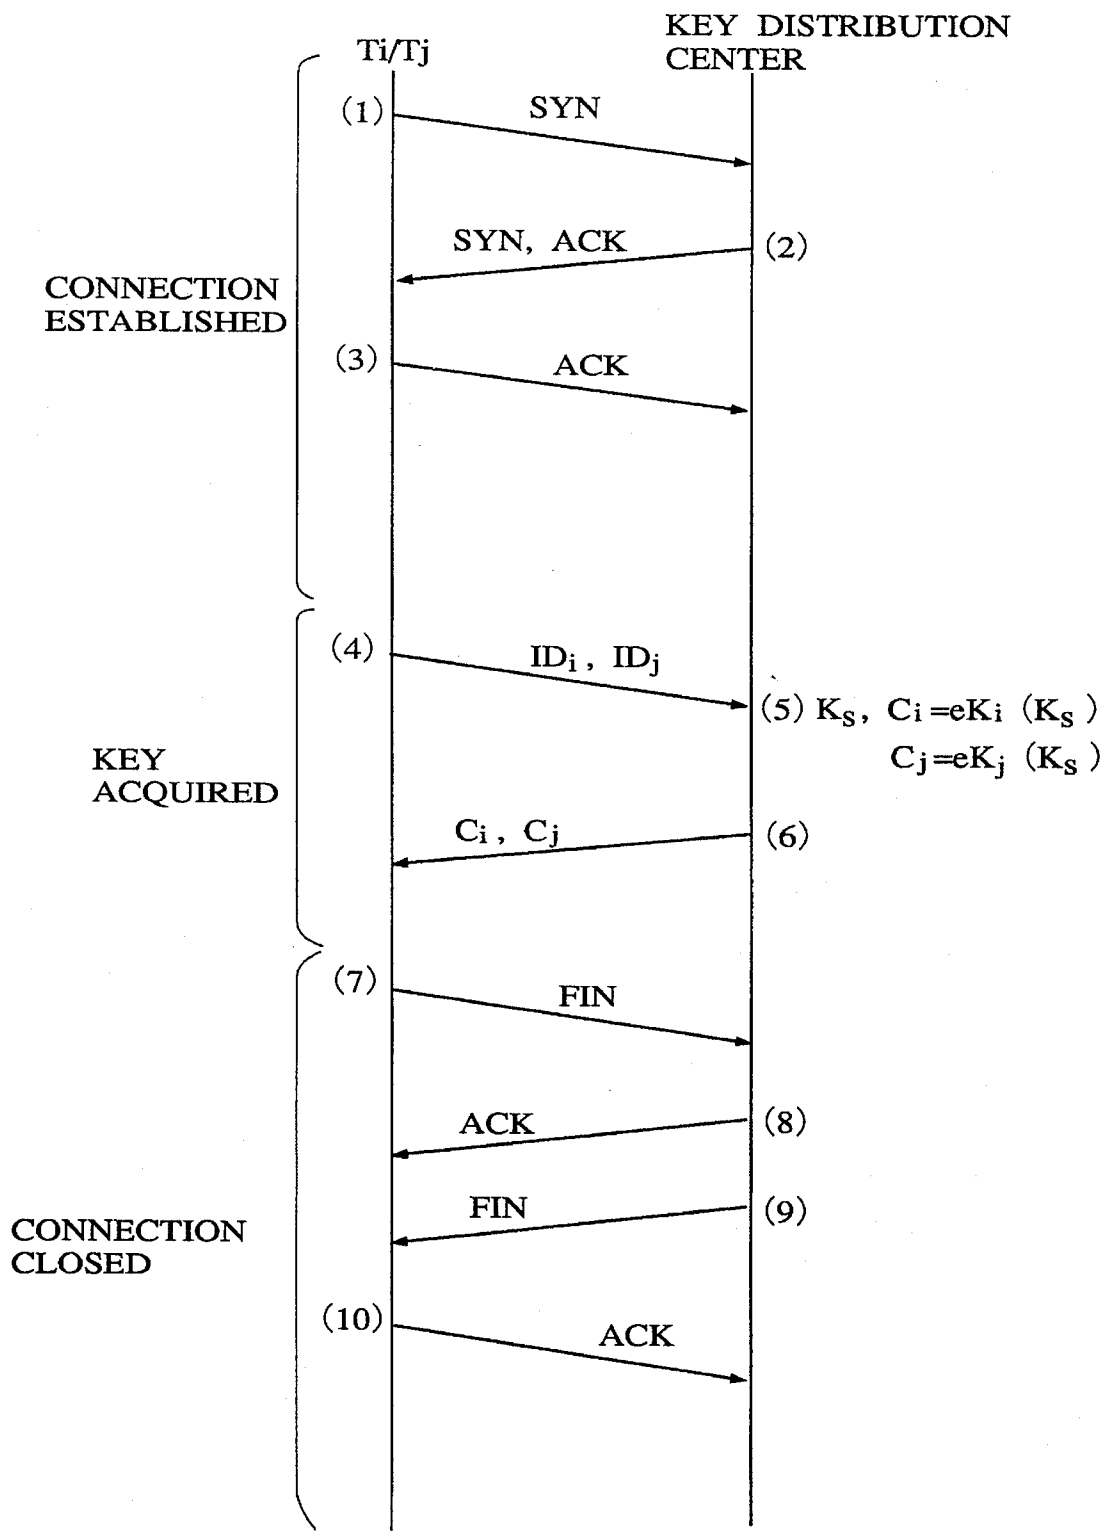 KEY DISTRIBUTION
CENTER
Ti/Tj
(1)
SYN
SYN, ACK
(2)
CONNECTION
ESTABLISHED
(3)
ACK
(4)
IDi, IDj
(5) KS, Ci=eKi (KS)
Cj=eKj (KS)
KEY
ACQUIRED
Ci, Cj
(6)
(7)
FIN
ACK
(8)
FIN
(9)
CONNECTION
CLOSED
(10)
ACK